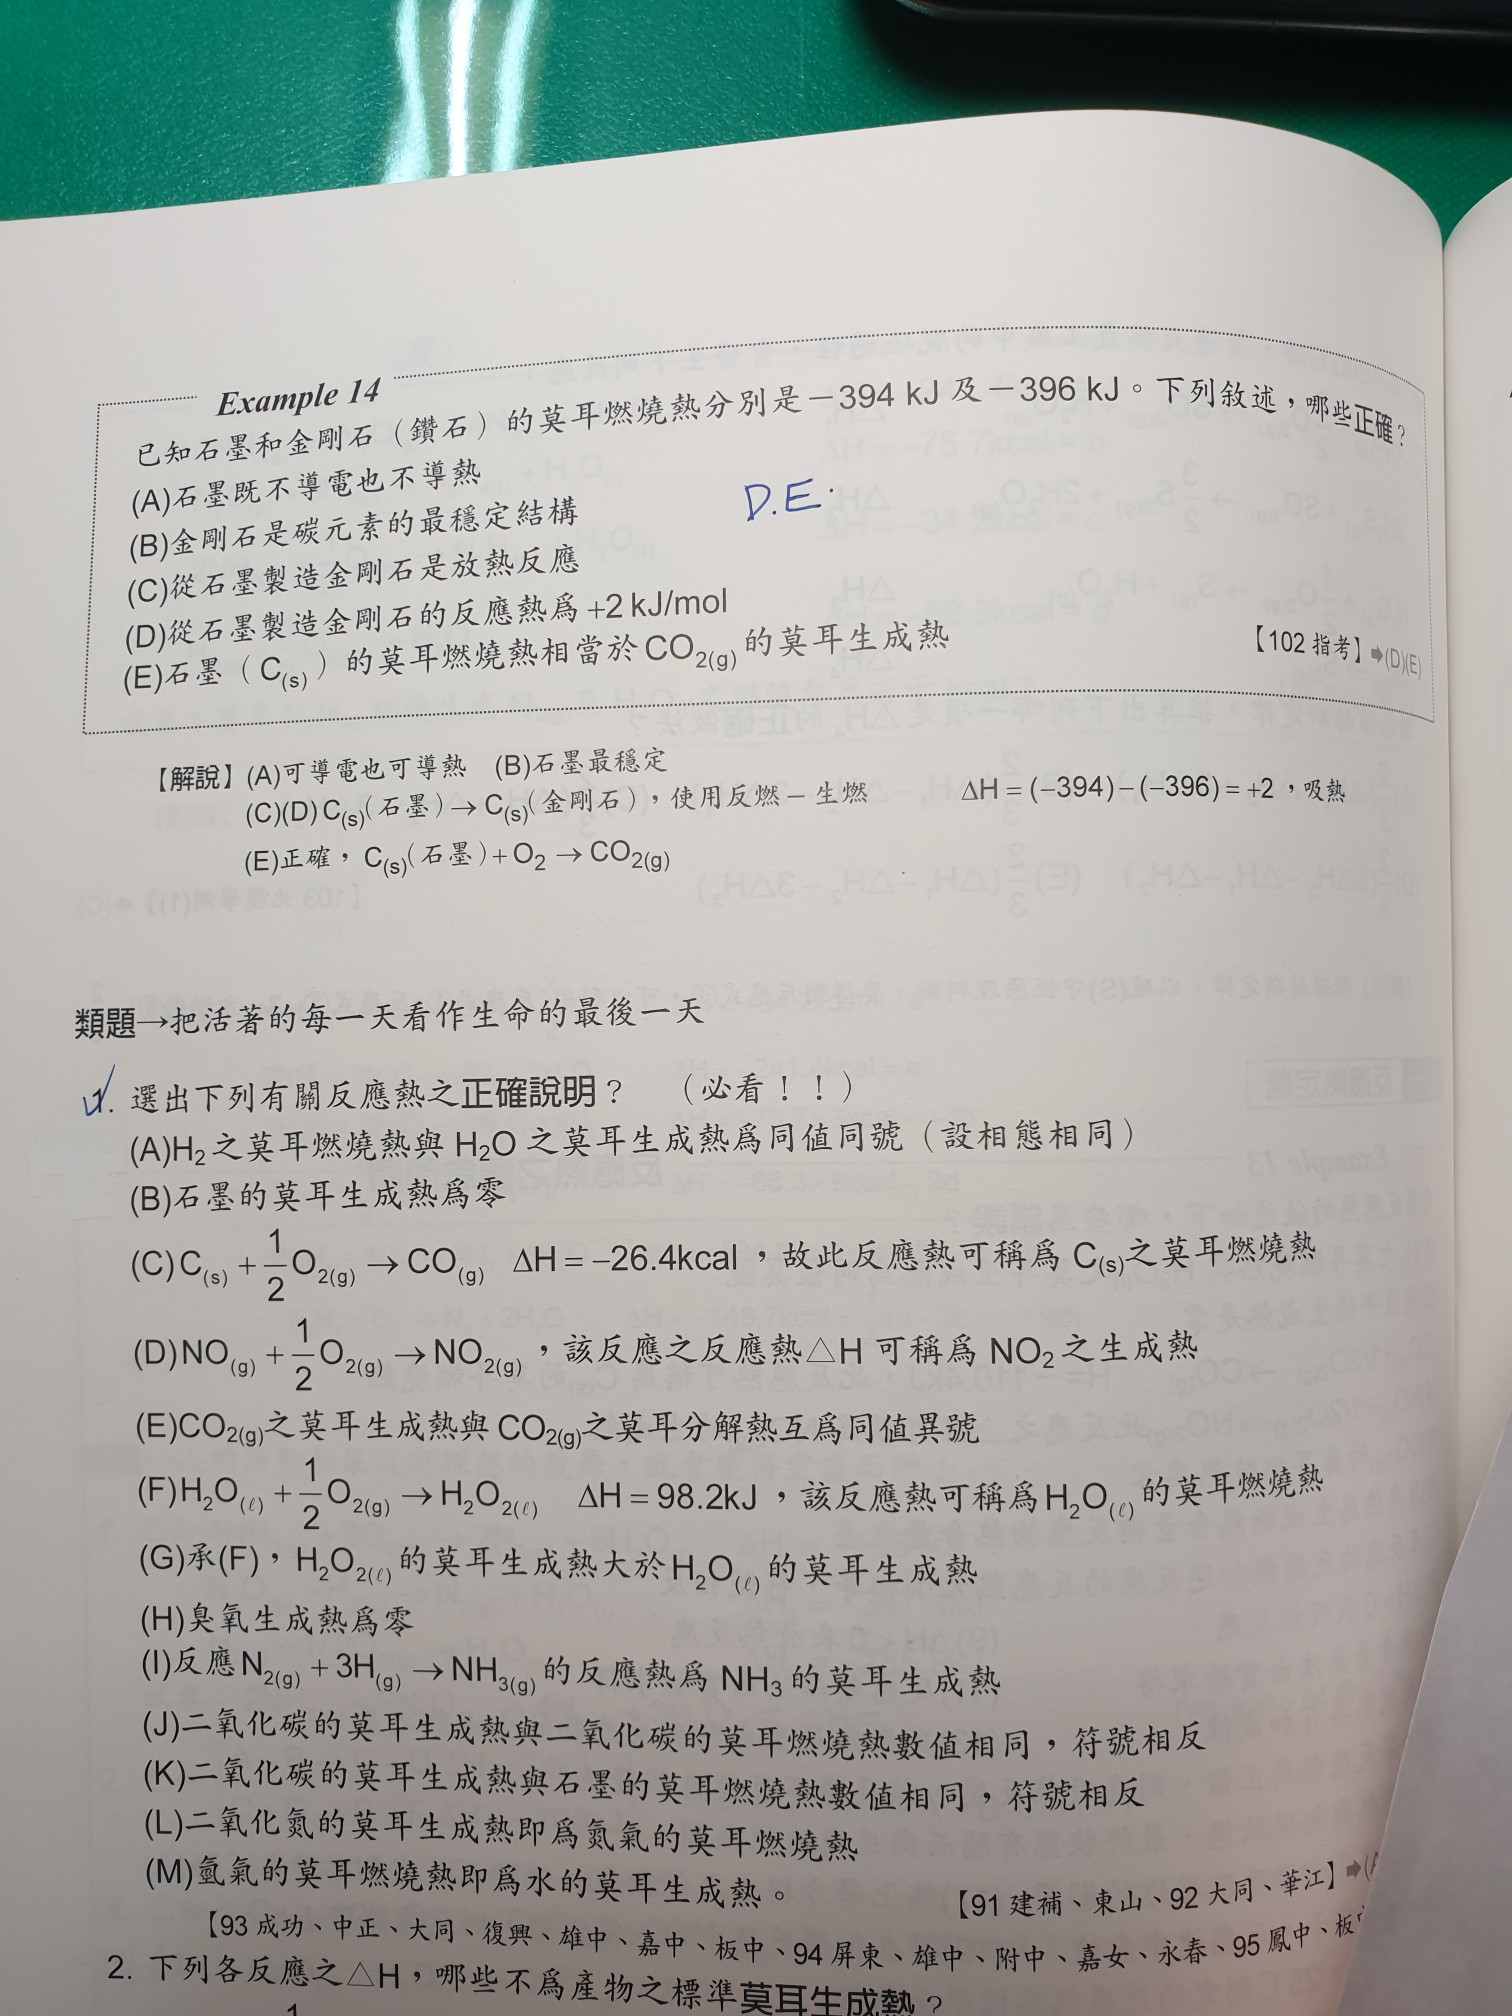 Example 14
已知石墨和金剛石（鑽石）的莫耳燃燒熱分別是－394 kJ 及－396 kJ。下列敘述，哪些正確？
(A)石墨既不導電也不導熱
D.E.
(B)金剛石是碳元素的最穩定結構
(C)從石墨製造金剛石是放熱反應
(D)從石墨製造金剛石的反應熱為 +2 kJ/mol
(E)石墨（C(s)）的莫耳燃燒熱相當於 CO2(g) 的莫耳生成熱 【102 指考】➡(D)(E)
【解說】(A)可導電也可導熱 (B)石墨最穩定
(C)(D) C(s)(石墨)→ C(s)(金剛石)，使用反燃－生燃 ΔH = (−394)−(−396) = +2，吸熱
(E)正確，C(s)(石墨)+O2 → CO2(g)
類題→把活著的每一天看作生命的最後一天
1. 選出下列有關反應熱之正確說明？ （必看！！）
(A)H2之莫耳燃燒熱與 H2O 之莫耳生成熱為同值同號（設相態相同）
(B)石墨的莫耳生成熱為零
(C)C(s) + 1/2 O2(g) → CO(g) ΔH = −26.4kcal，故此反應熱可稱為 C(s)之莫耳燃燒熱
(D)NO(g) + 1/2 O2(g) → NO2(g)，該反應之反應熱△H 可稱為 NO2之生成熱
(E)CO2(g)之莫耳生成熱與 CO2(g)之莫耳分解熱互為同值異號
(F)H2O(ℓ) + 1/2 O2(g) → H2O2(ℓ) ΔH = 98.2kJ，該反應熱可稱為H2O(ℓ)的莫耳燃燒熱
(G)承(F)，H2O2(ℓ)的莫耳生成熱大於H2O(ℓ)的莫耳生成熱
(H)臭氧生成熱為零
(I)反應N2(g) + 3H(g) → NH3(g)的反應熱為 NH3的莫耳生成熱
(J)二氧化碳的莫耳生成熱與二氧化碳的莫耳燃燒熱數值相同，符號相反
(K)二氧化碳的莫耳生成熱與石墨的莫耳燃燒熱數值相同，符號相反
(L)二氧化氮的莫耳生成熱即為氮氣的莫耳燃燒熱
(M)氫氣的莫耳燃燒熱即為水的莫耳生成熱。 【91 建補、東山、92 大同、華江】➡(A
【93 成功、中正、大同、復興、雄中、嘉中、板中、94 屏東、雄中、附中、嘉女、永春、95 鳳中、板
2. 下列各反應之△H，哪些不為產物之標準莫耳生成熱？
1